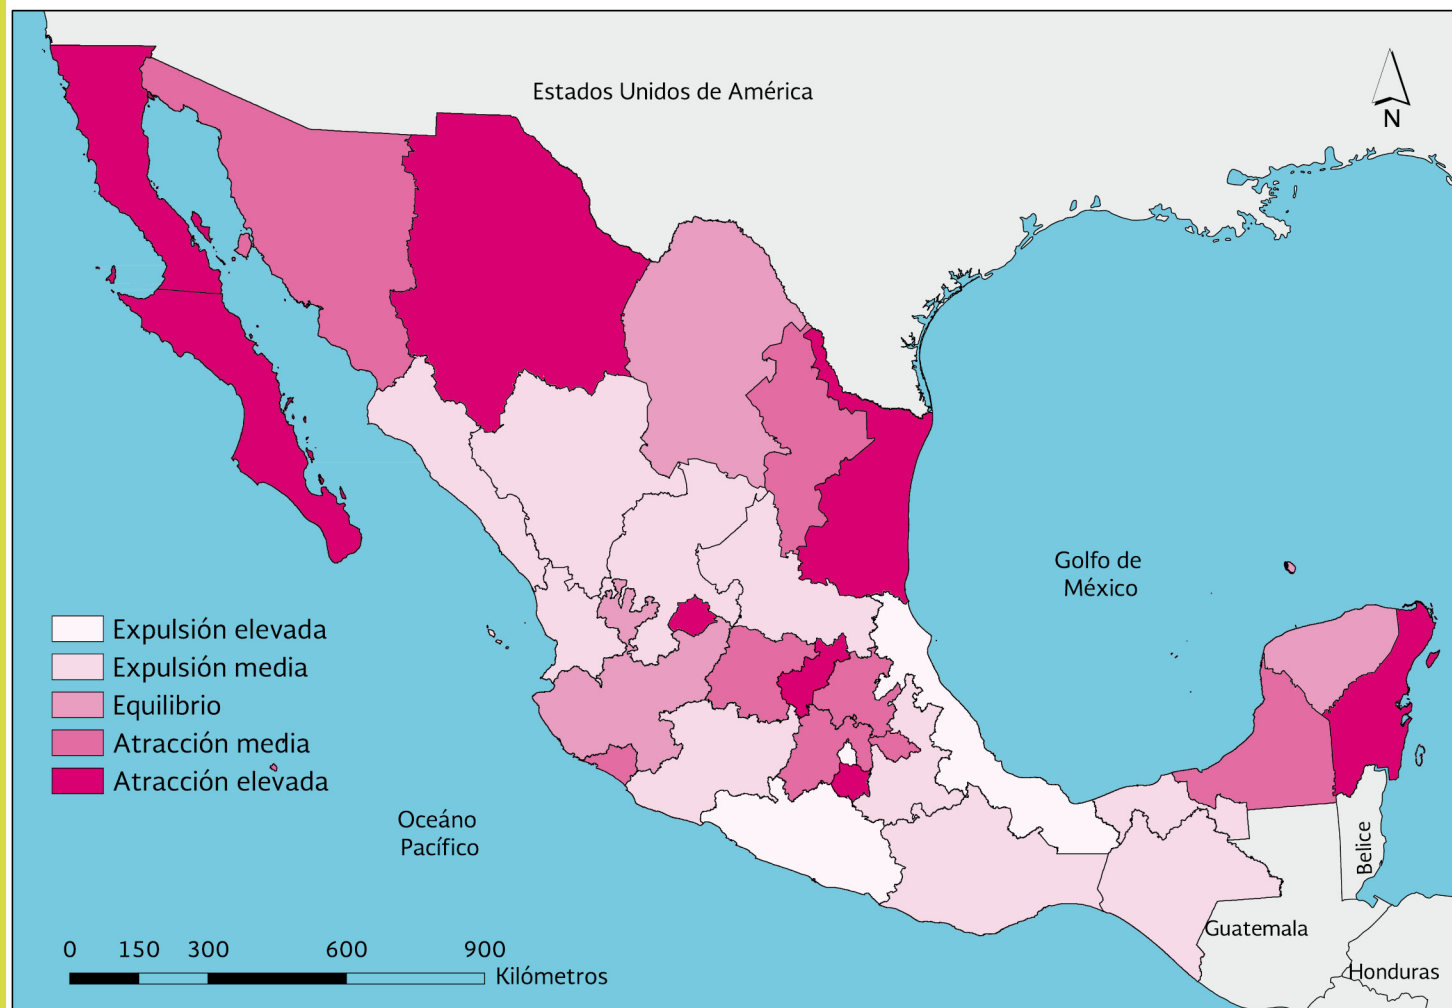 Estados Unidos de América
N
Golfo de
México
Expulsión elevada
Expulsión media
Equilibrio
Atracción media
Atracción elevada
Oceáno
Pacífico
Belice
Guatemala
Honduras
0 150 300 600 900
Kilómetros